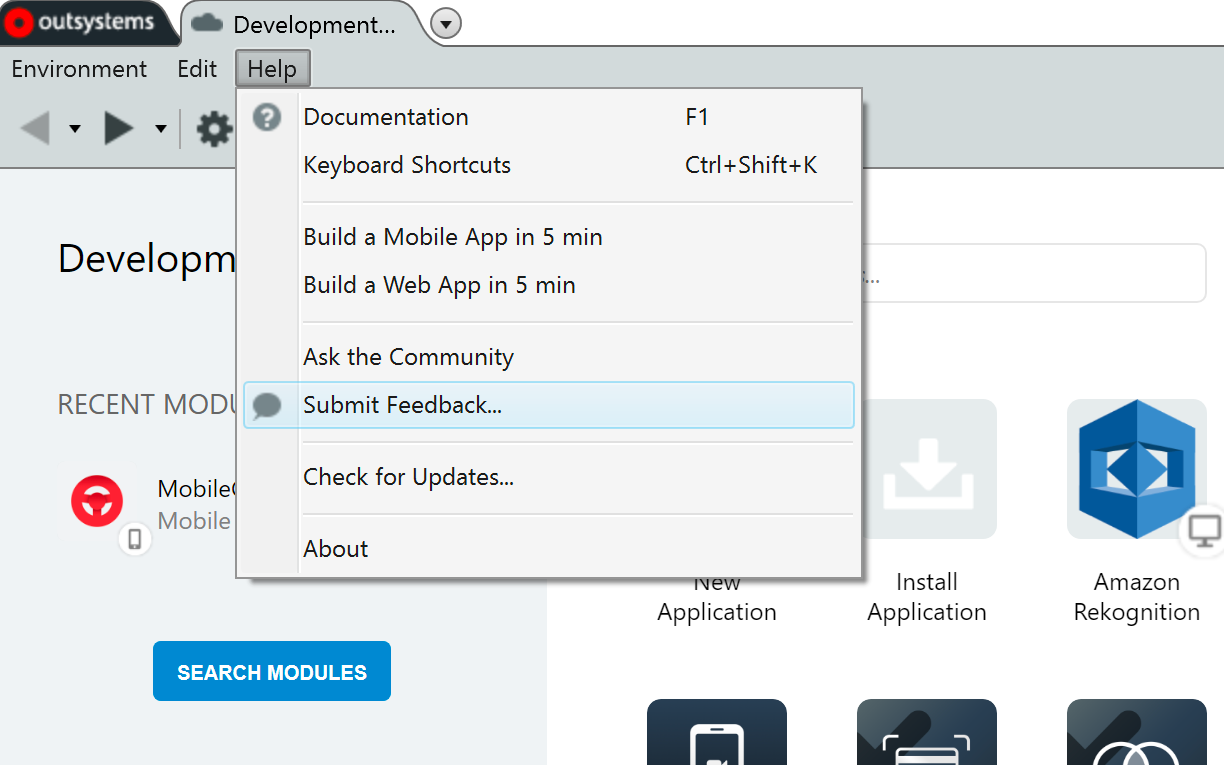 outsystems
Development...
Environment Edit Help
Documentation F1
Keyboard Shortcuts Ctrl+Shift+K
Build a Mobile App in 5 min
Build a Web App in 5 min
Ask the Community
Submit Feedback...
Check for Updates...
About
Developm
RECENT MODU
Mobile
Mobile
SEARCH MODULES
New
Application
Install
Application
Amazon
Rekognition